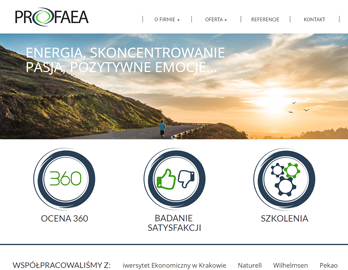 PROFAEA
O FIRMIE
OFERTA
REFERENCJE
KONTAKT
ENERGIA, SKONCENTROWANIE
PASJA, POZYTYWNE EMOCJE...
360
OCENA 360
BADANIE
SATYSFAKCJI
SZKOLENIA
WSPÓŁPRACOWALIŚMY Z: iwersytet Ekonomiczny w Krakowie Naturell Wilhelmsen Pekao